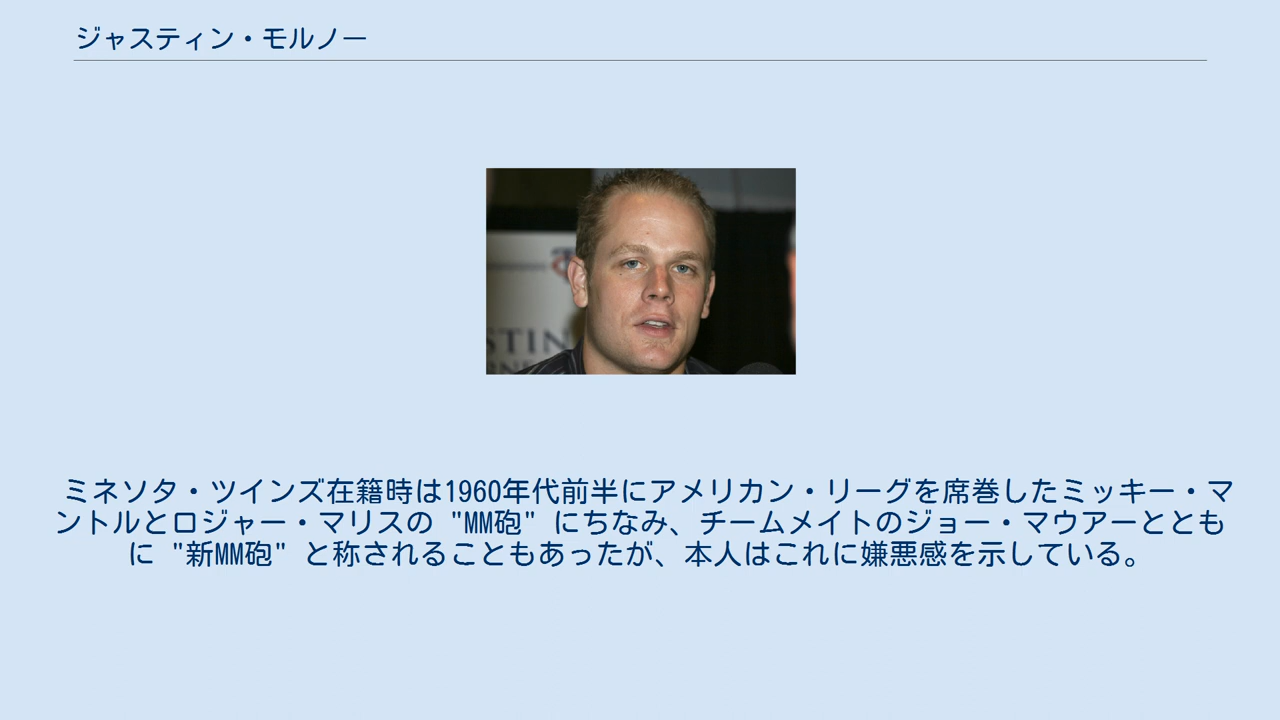 ジャスティン・モルノー
STIN
ミネソタ・ツインズ在籍時は1960年代前半にアメリカン・リーグを席巻したミッキー・マ
ントルとロジャー・マリスの "MM砲" にちなみ、チームメイトのジョー・マウアーととも
に "新MM砲" と称されることもあったが、本人はこれに嫌悪感を示している。